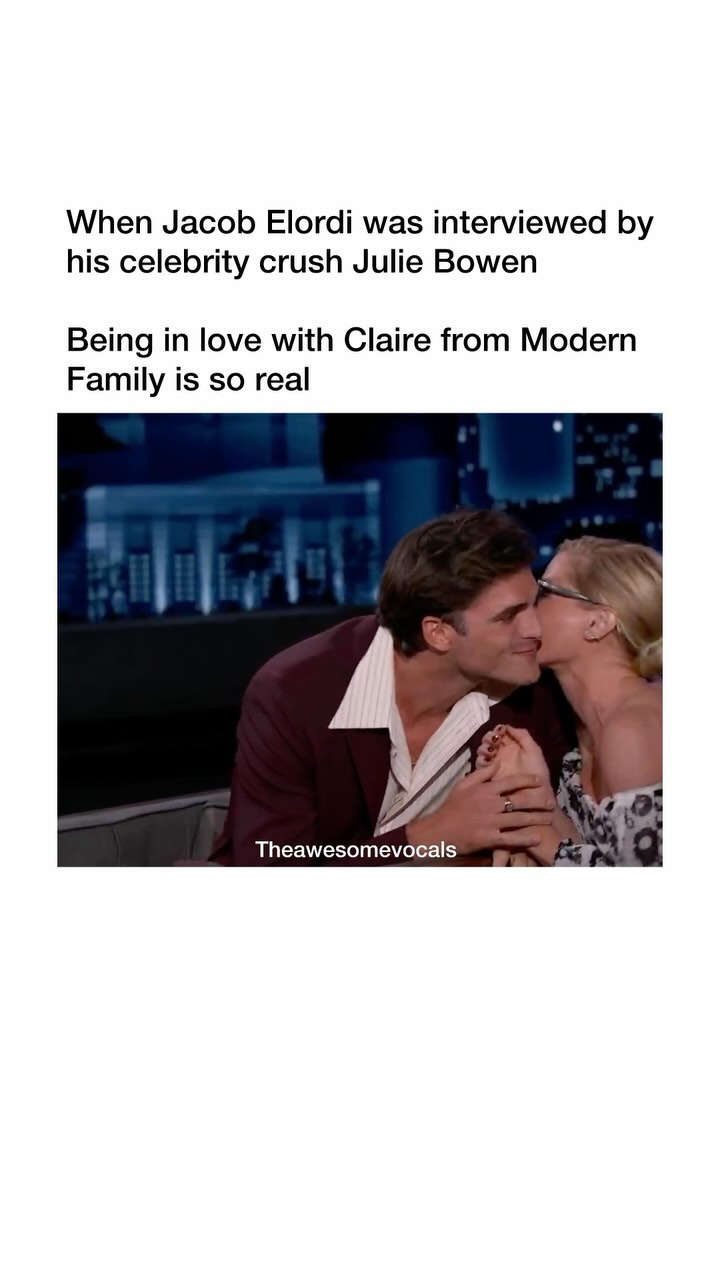 When Jacob Elordi was interviewed by
his celebrity crush Julie Bowen
Being in love with Claire from Modern
Family is so real
Theawesomevocals